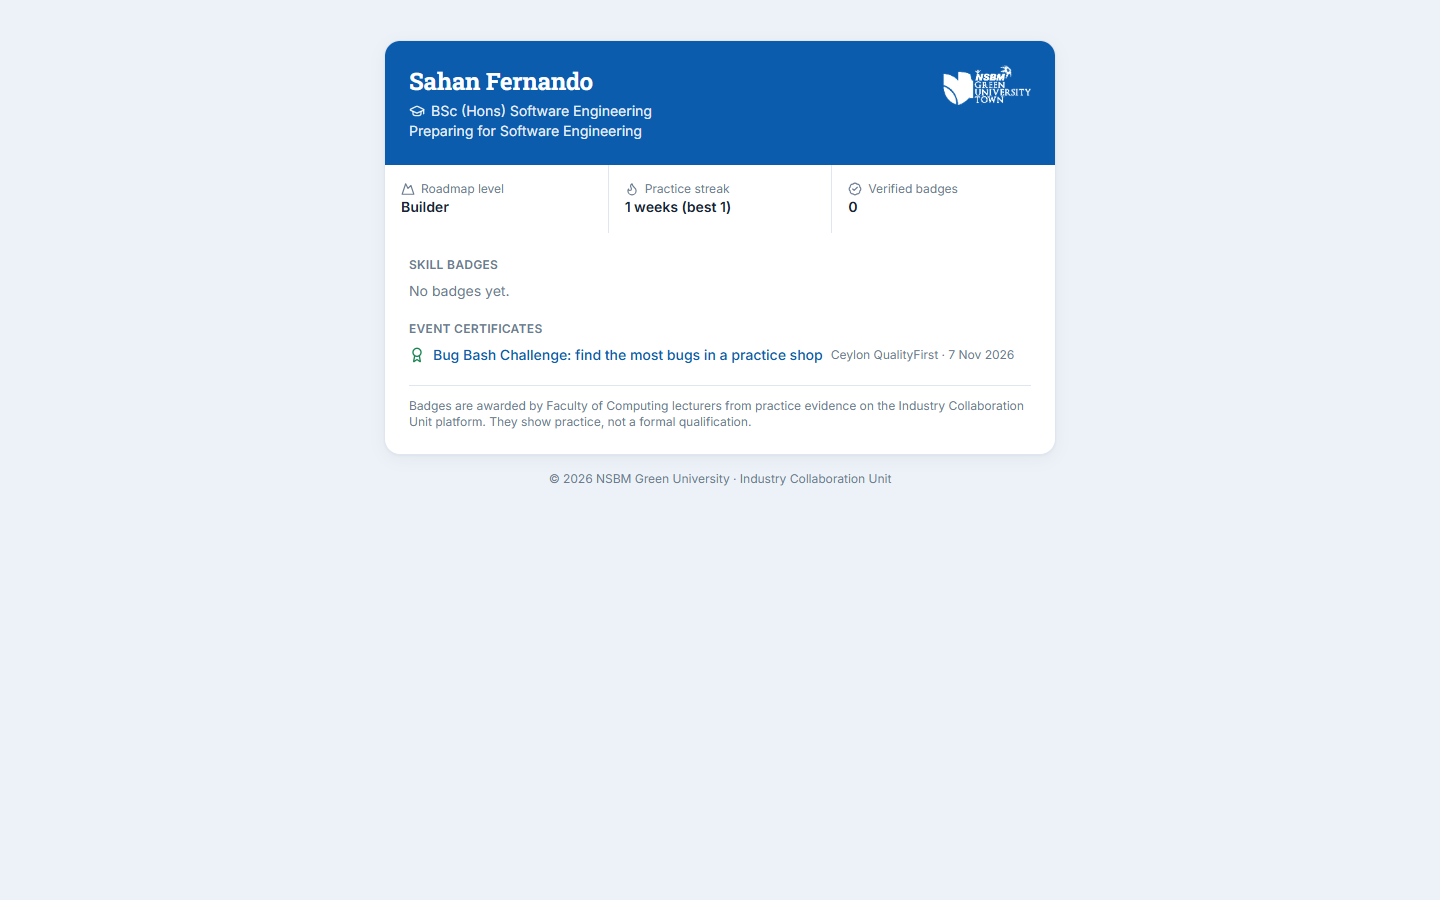 Sahan Fernando
NSBM
GREEN
UNIVERSITY
TOWN
BSc (Hons) Software Engineering
Preparing for Software Engineering
Roadmap level
Builder
Practice streak
1 weeks (best 1)
Verified badges
0
SKILL BADGES
No badges yet.
EVENT CERTIFICATES
Bug Bash Challenge: find the most bugs in a practice shop Ceylon QualityFirst · 7 Nov 2026
Badges are awarded by Faculty of Computing lecturers from practice evidence on the Industry Collaboration
Unit platform. They show practice, not a formal qualification.
© 2026 NSBM Green University · Industry Collaboration Unit